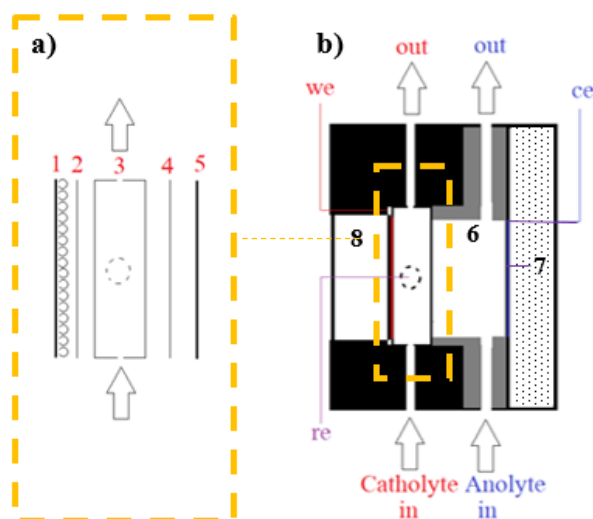 a)
1 2 3 4 5
b)
out out
we
ce
8
6
7
re
Catholyte Anolyte
in in